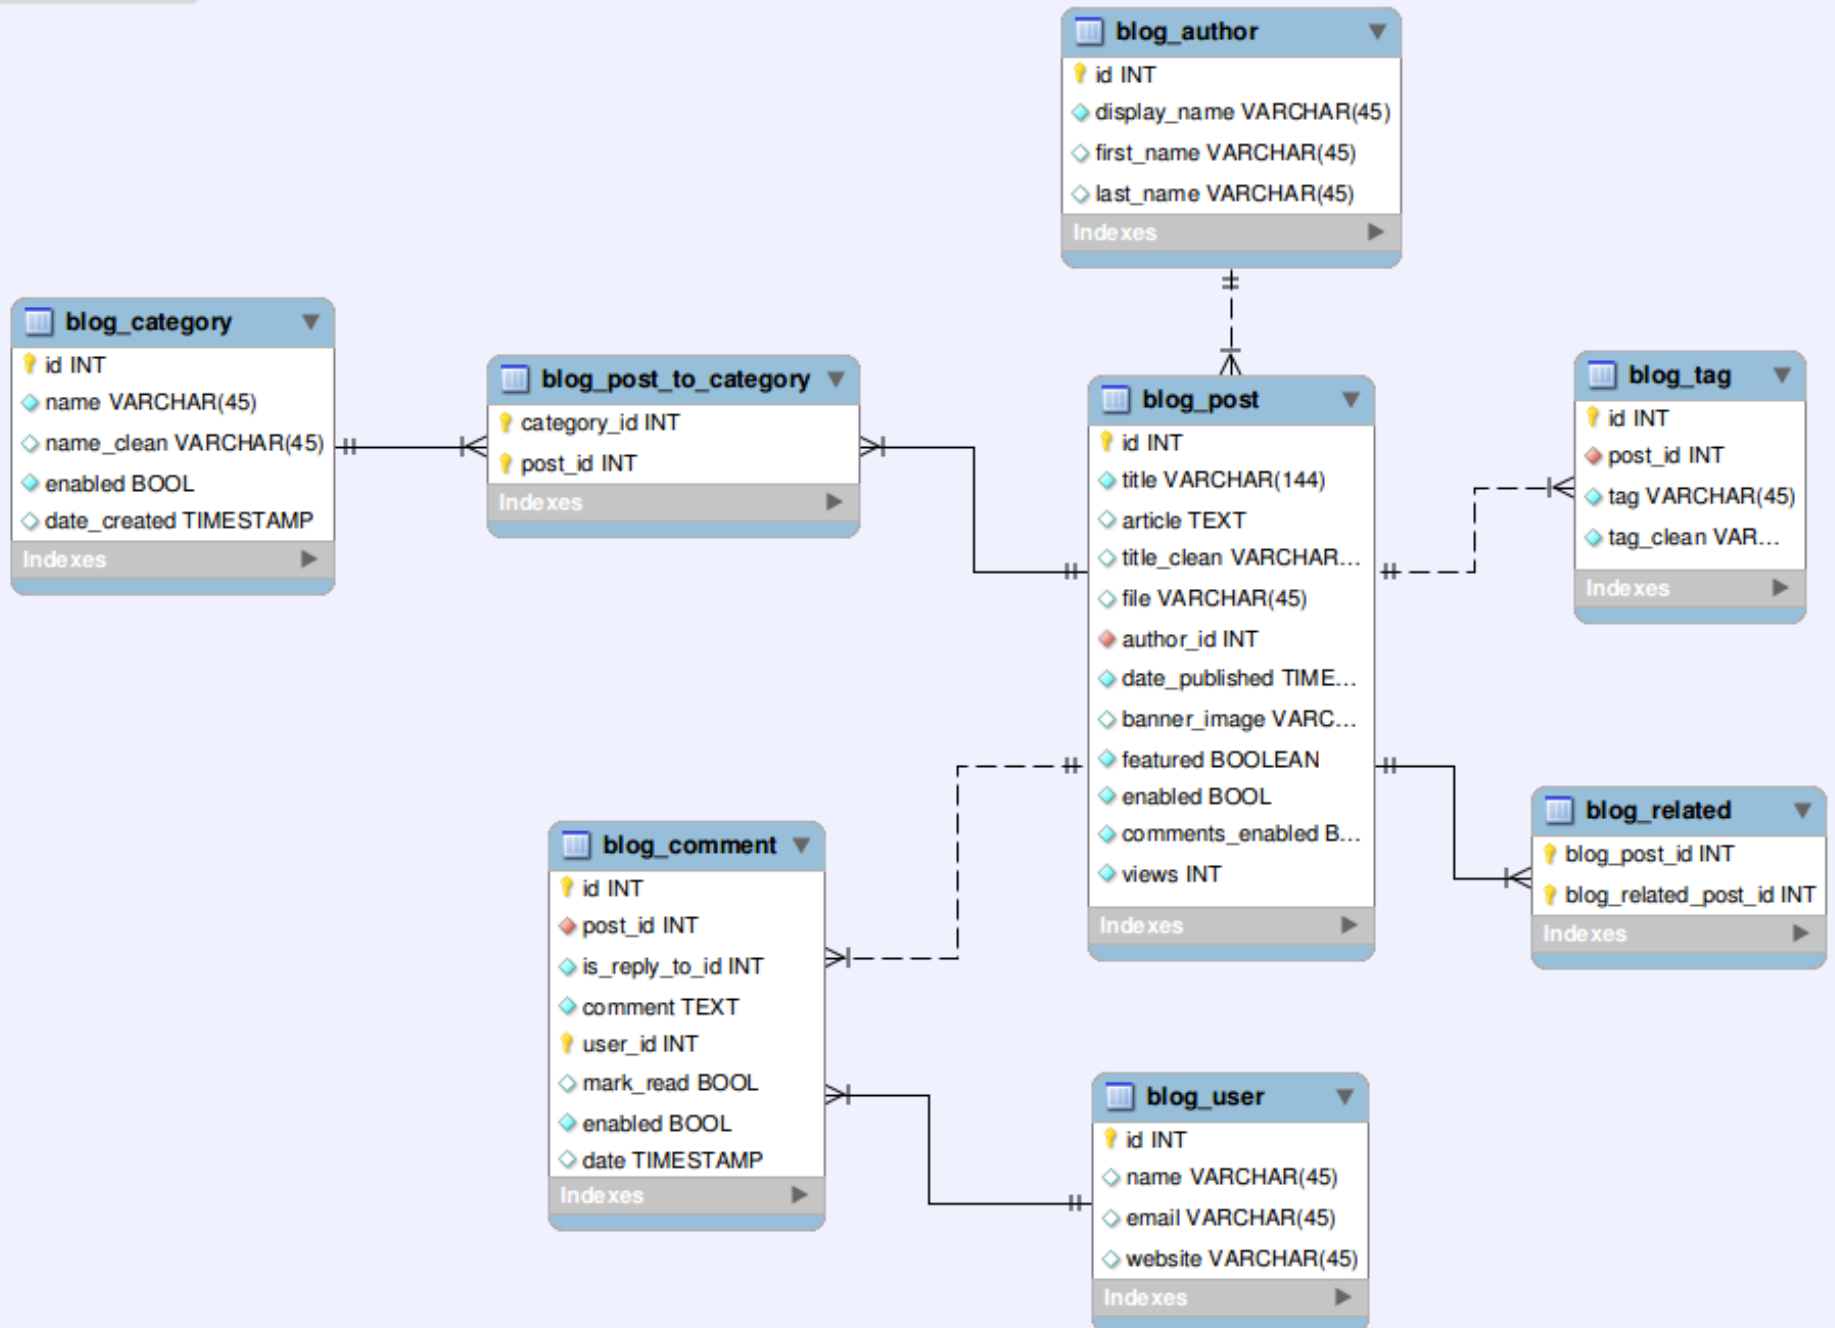 blog_author
id INT
display_name VARCHAR(45)
first_name VARCHAR(45)
last_name VARCHAR(45)
Indexes
blog_category
id INT
name VARCHAR(45)
name_clean VARCHAR(45)
enabled BOOL
date_created TIMESTAMP
Indexes
blog_post_to_category
category_id INT
post_id INT
Indexes
blog_post
id INT
title VARCHAR(144)
article TEXT
title_clean VARCHAR...
file VARCHAR(45)
author_id INT
date_published TIME...
banner_image VARC...
featured BOOLEAN
enabled BOOL
comments_enabled B...
views INT
Indexes
blog_tag
id INT
post_id INT
tag VARCHAR(45)
tag_clean VAR...
Indexes
blog_related
blog_post_id INT
blog_related_post_id INT
Indexes
blog_comment
id INT
post_id INT
is_reply_to_id INT
comment TEXT
user_id INT
mark_read BOOL
enabled BOOL
date TIMESTAMP
Indexes
blog_user
id INT
name VARCHAR(45)
email VARCHAR(45)
website VARCHAR(45)
Indexes